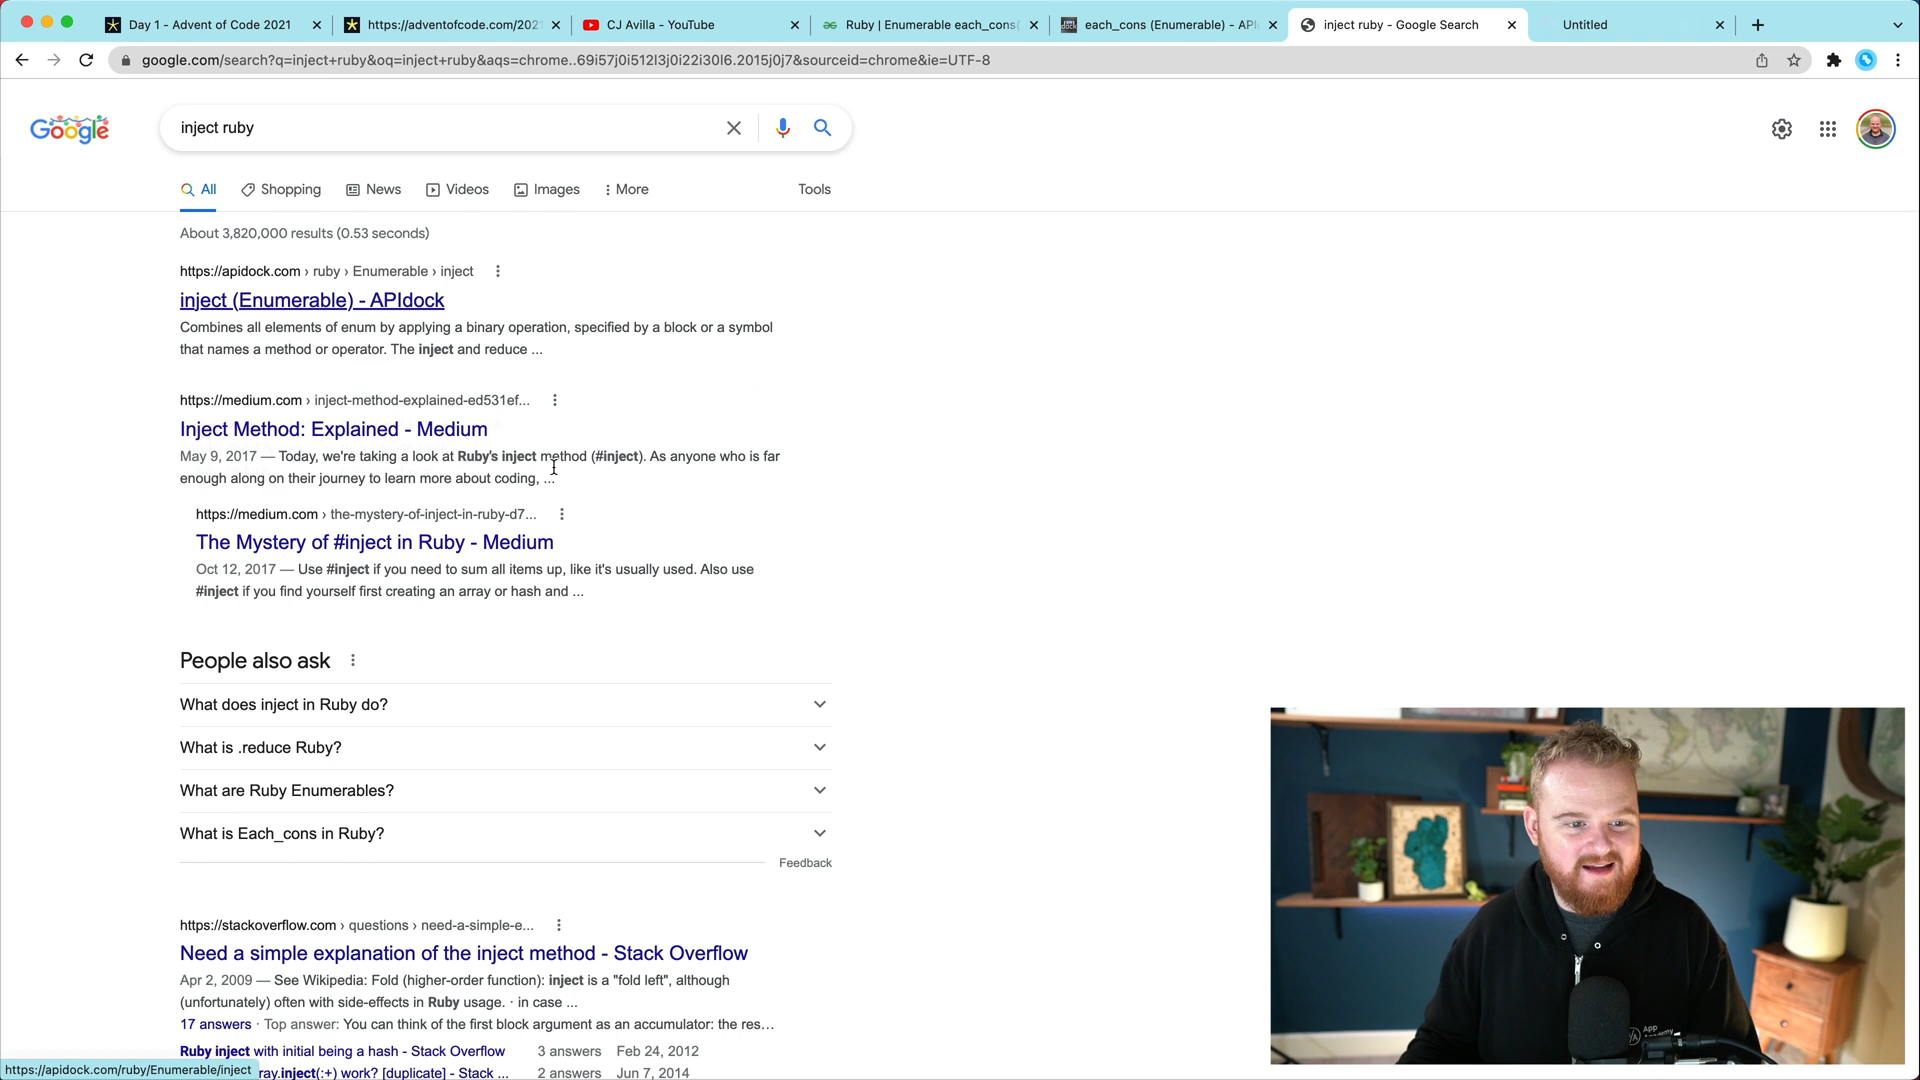 Day 1 - Advent of Code 2021
https://adventofcode.com/202
CJ Avilla - YouTube
Ruby | Enumerable each_cons(
each_cons (Enumerable) - API
inject ruby - Google Search
Untitled
google.com/search?q=inject+ruby&oq=inject+ruby&aqs=chrome..69i57j0i512l3j0i22i30l6.2015j0j7&sourceid=chrome&ie=UTF-8
Google
inject ruby
All
Shopping
News
Videos
Images
More
Tools
About 3,820,000 results (0.53 seconds)
https://apidock.com › ruby › Enumerable › inject
inject (Enumerable) - APIdock
Combines all elements of enum by applying a binary operation, specified by a block or a symbol
that names a method or operator. The inject and reduce ...
https://medium.com › inject-method-explained-ed531ef...
Inject Method: Explained - Medium
May 9, 2017 — Today, we're taking a look at Ruby's inject method (#inject). As anyone who is far
enough along on their journey to learn more about coding, ...
https://medium.com › the-mystery-of-inject-in-ruby-d7...
The Mystery of #inject in Ruby - Medium
Oct 12, 2017 — Use #inject if you need to sum all items up, like it's usually used. Also use
#inject if you find yourself first creating an array or hash and ...
People also ask
What does inject in Ruby do?
What is .reduce Ruby?
What are Ruby Enumerables?
What is Each_cons in Ruby?
Feedback
https://stackoverflow.com › questions › need-a-simple-e...
Need a simple explanation of the inject method - Stack Overflow
Apr 2, 2009 — See Wikipedia: Fold (higher-order function): inject is a "fold left", although
(unfortunately) often with side-effects in Ruby usage. · in case ...
17 answers · Top answer: You can think of the first block argument as an accumulator: the res...
Ruby inject with initial being a hash - Stack Overflow 3 answers Feb 24, 2012
ray.inject(:+) work? [duplicate] - Stack ... 2 answers Jun 7, 2014
https://apidock.com/ruby/Enumerable/inject
App
Academy